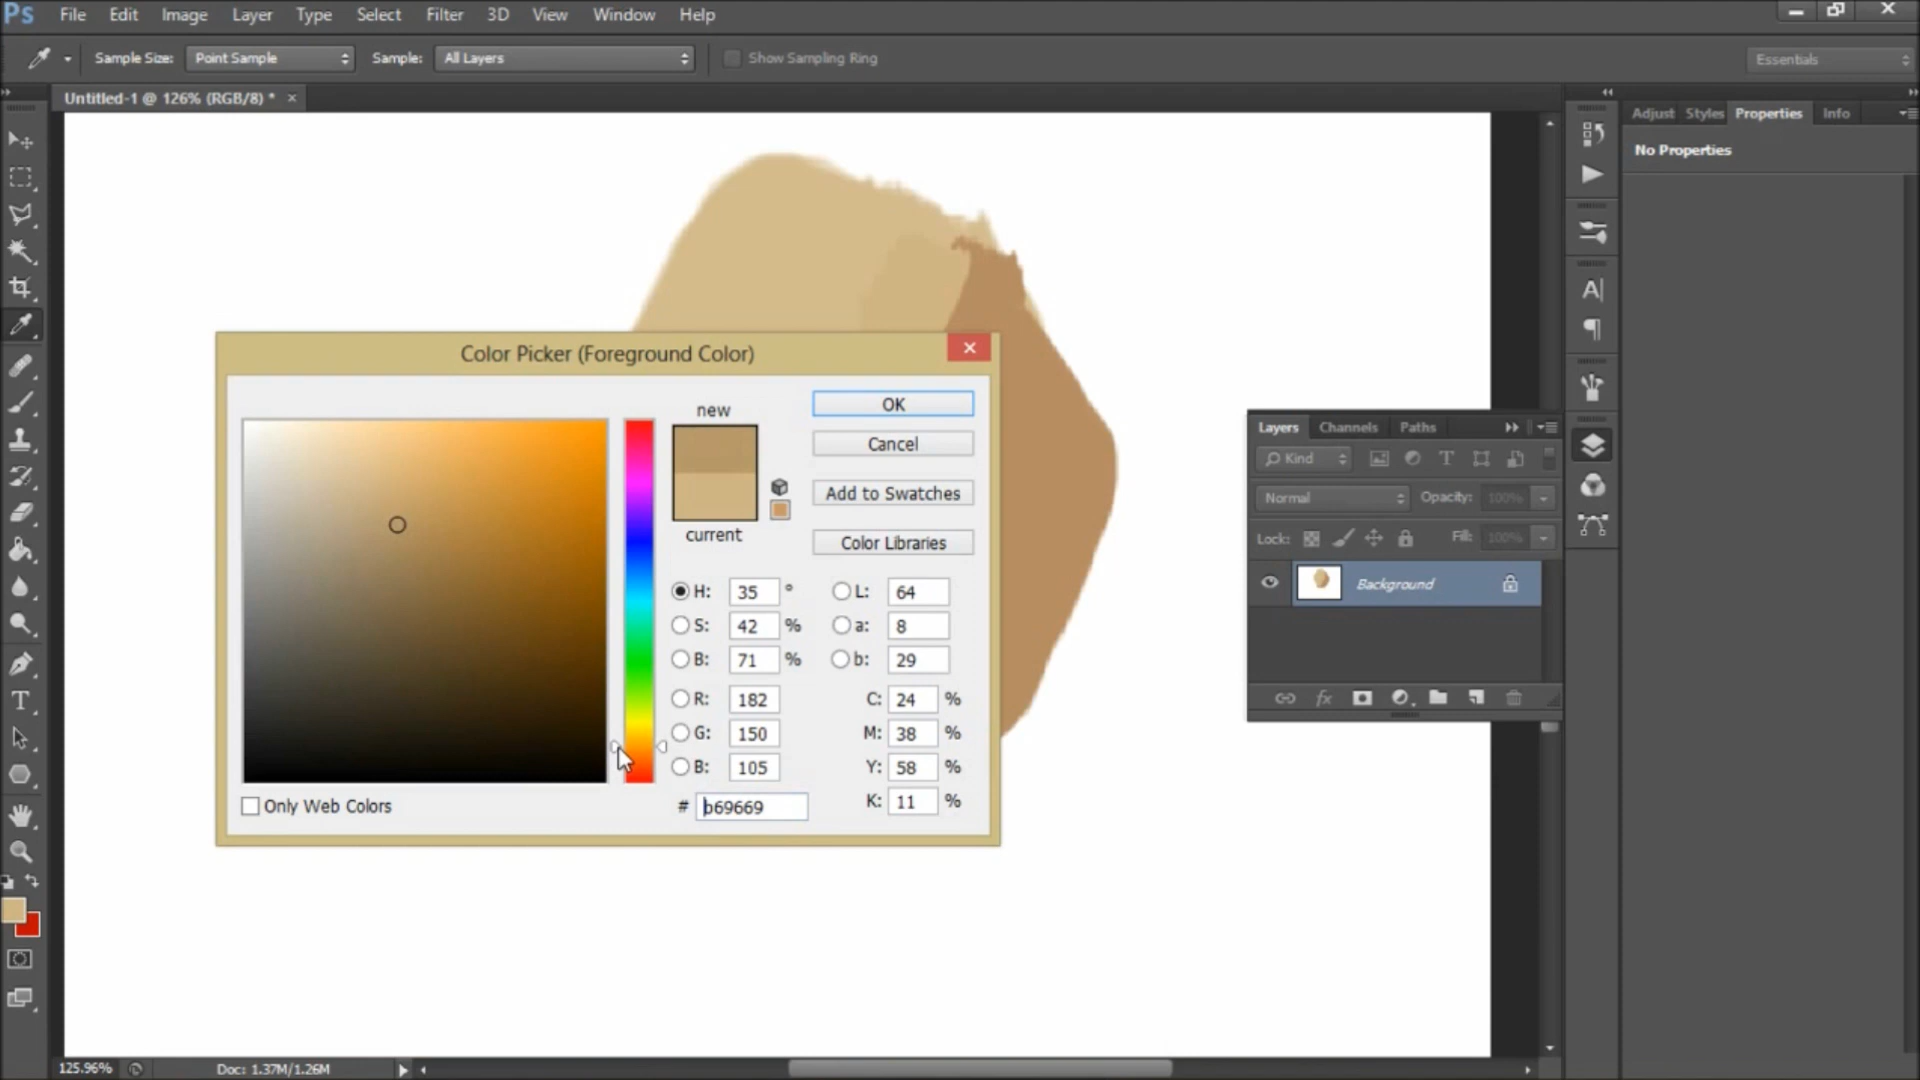 Ps File Edit Image Layer Type Select Filter 3D View Window Help
Sample Size: Point Sample Sample: All Layers Show Sampling Ring Essentials
Untitled-1 @ 126% (RGB/8) * ×
Adjust Styles Properties Info
No Properties
Color Picker (Foreground Color)
new
OK
Cancel
Add to Swatches
current
Color Libraries
H: 35 ° L: 64
S: 42 % a: 8
B: 71 % b: 29
R: 182 C: 24 %
G: 150 M: 38 %
B: 105 Y: 58 %
Only Web Colors # b69669 K: 11 %
Layers Channels Paths
Kind
Normal Opacity: 100%
Lock: Fill: 100%
Background
125.96% Doc: 1.37M/1.26M